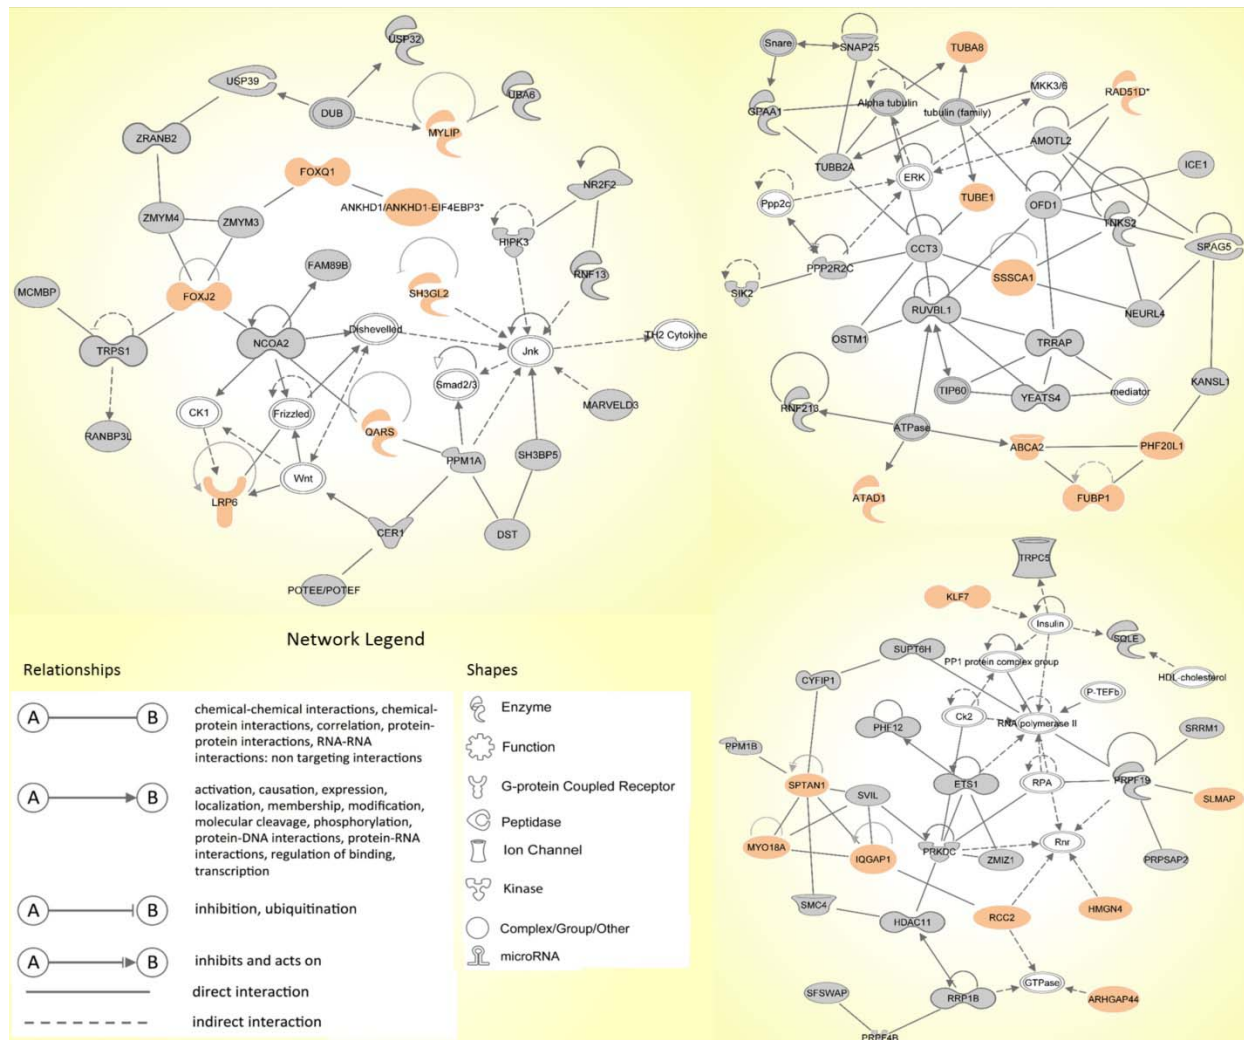 USP32
USP39
UBA6
DUB
MYLIP
ZRANB2
FOXQ1
NR2F2
ANKHD1/ANKHD1-EIF4EBP3*
ZMYM4
ZMYM3
HIPK3
FAM89B
RNF13
MCMBP
SH3GL2
FOXJ2
Dishevelled
TH2 Cytokine
TRPS1
NCOA2
Jnk
Smad2/3
CK1
Frizzled
MARVELD3
RANBP3L
QARS
PPM1A
SH3BP5
Wnt
LRP6
CER1
DST
POTEE/POTEF
Snare
SNAP25
TUBA8
MKK3/6
RAD51D*
Alpha tubulin
tubulin (family)
GPAA1
AMOTL2
TUBB2A
ICE1
ERK
Ppp2c
TUBE1
OFD1
TNKS2
CCT3
SPAG5
PPP2R2C
SSSCA1
SIK2
RUVBL1
NEURL4
OSTM1
TRRAP
KANSL1
TIP60
YEATS4
mediator
RNF213
ATPase
ABCA2
PHF20L1
ATAD1
FUBP1
TRPC5
KLF7
Insulin
SQLE
SUPT6H
PP1 protein complex group
HDL-cholesterol
CYFIP1
P-TEFb
Ck2
RNA polymerase II
PHF12
SRRM1
PPM1B
SPTAN1
ETS1
RPA
PRPF19
SVIL
SLMAP
MYO18A
IQGAP1
PRKDC
ZMIZ1
Rnr
PRPSAP2
SMC4
HDAC11
RCC2
HMGN4
GTPase
SFSWAP
RRP1B
ARHGAP44
PRPF4B
Network Legend
Relationships
A B
chemical-chemical interactions, chemical-
protein interactions, correlation, protein-
protein interactions, RNA-RNA
interactions: non targeting interactions
A B
activation, causation, expression,
localization, membership, modification,
molecular cleavage, phosphorylation,
protein-DNA interactions, protein-RNA
interactions, regulation of binding,
transcription
A B
inhibition, ubiquitination
A B
inhibits and acts on
direct interaction
indirect interaction
Shapes
Enzyme
Function
G-protein Coupled Receptor
Peptidase
Ion Channel
Kinase
Complex/Group/Other
microRNA